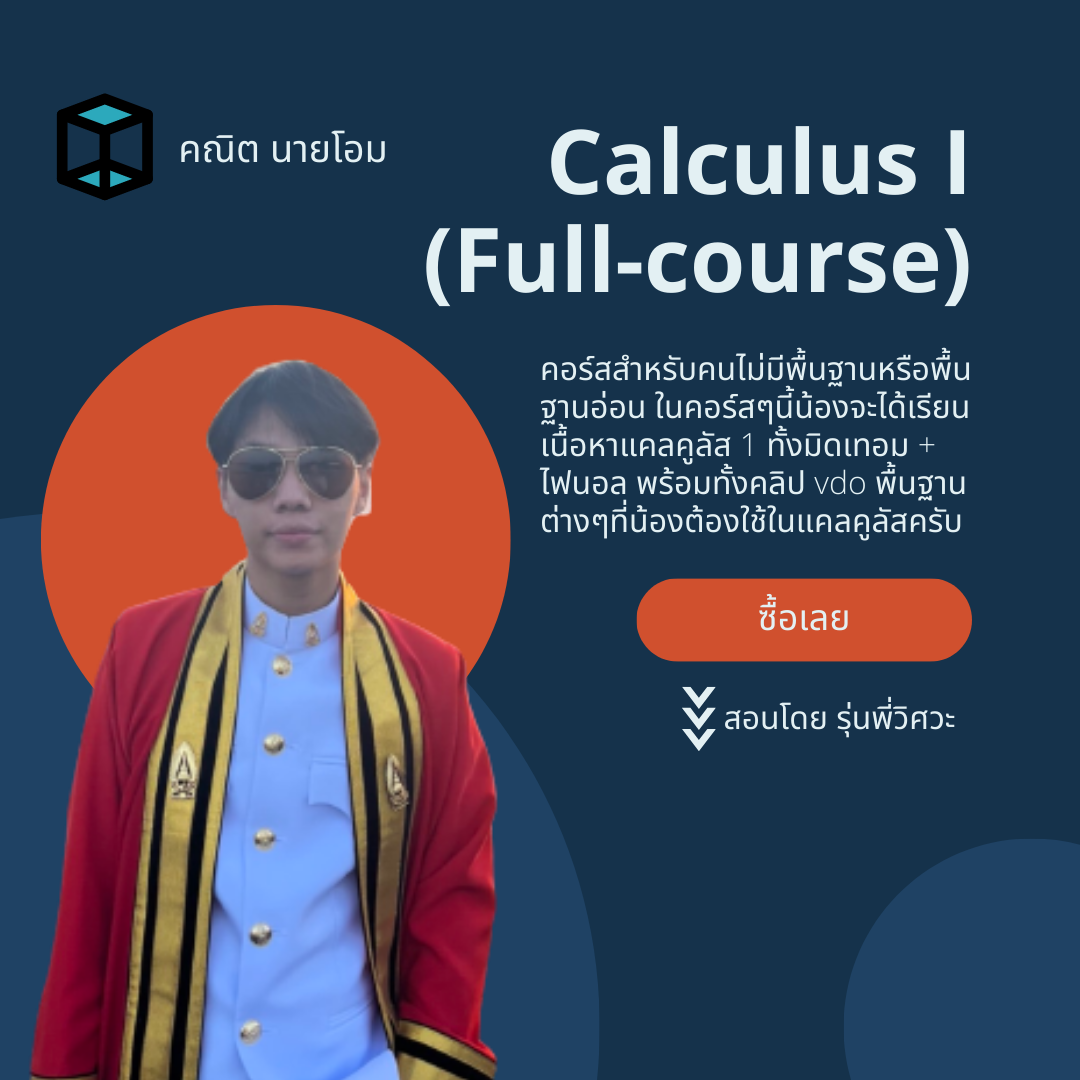 คณิต นายโอม
Calculus I
(Full-course)
คอร์สสำหรับคนไม่มีพื้นฐานหรือพื้น
ฐานอ่อน ในคอร์สๆนี้น้องจะได้เรียน
เนื้อหาแคลคูลัส 1 ทั้งมิดเทอม +
ไฟนอล พร้อมทั้งคลิป vdo พื้นฐาน
ต่างๆที่น้องต้องใช้ในแคลคูลัสครับ
ซื้อเลย
สอนโดย รุ่นพี่วิศวะ